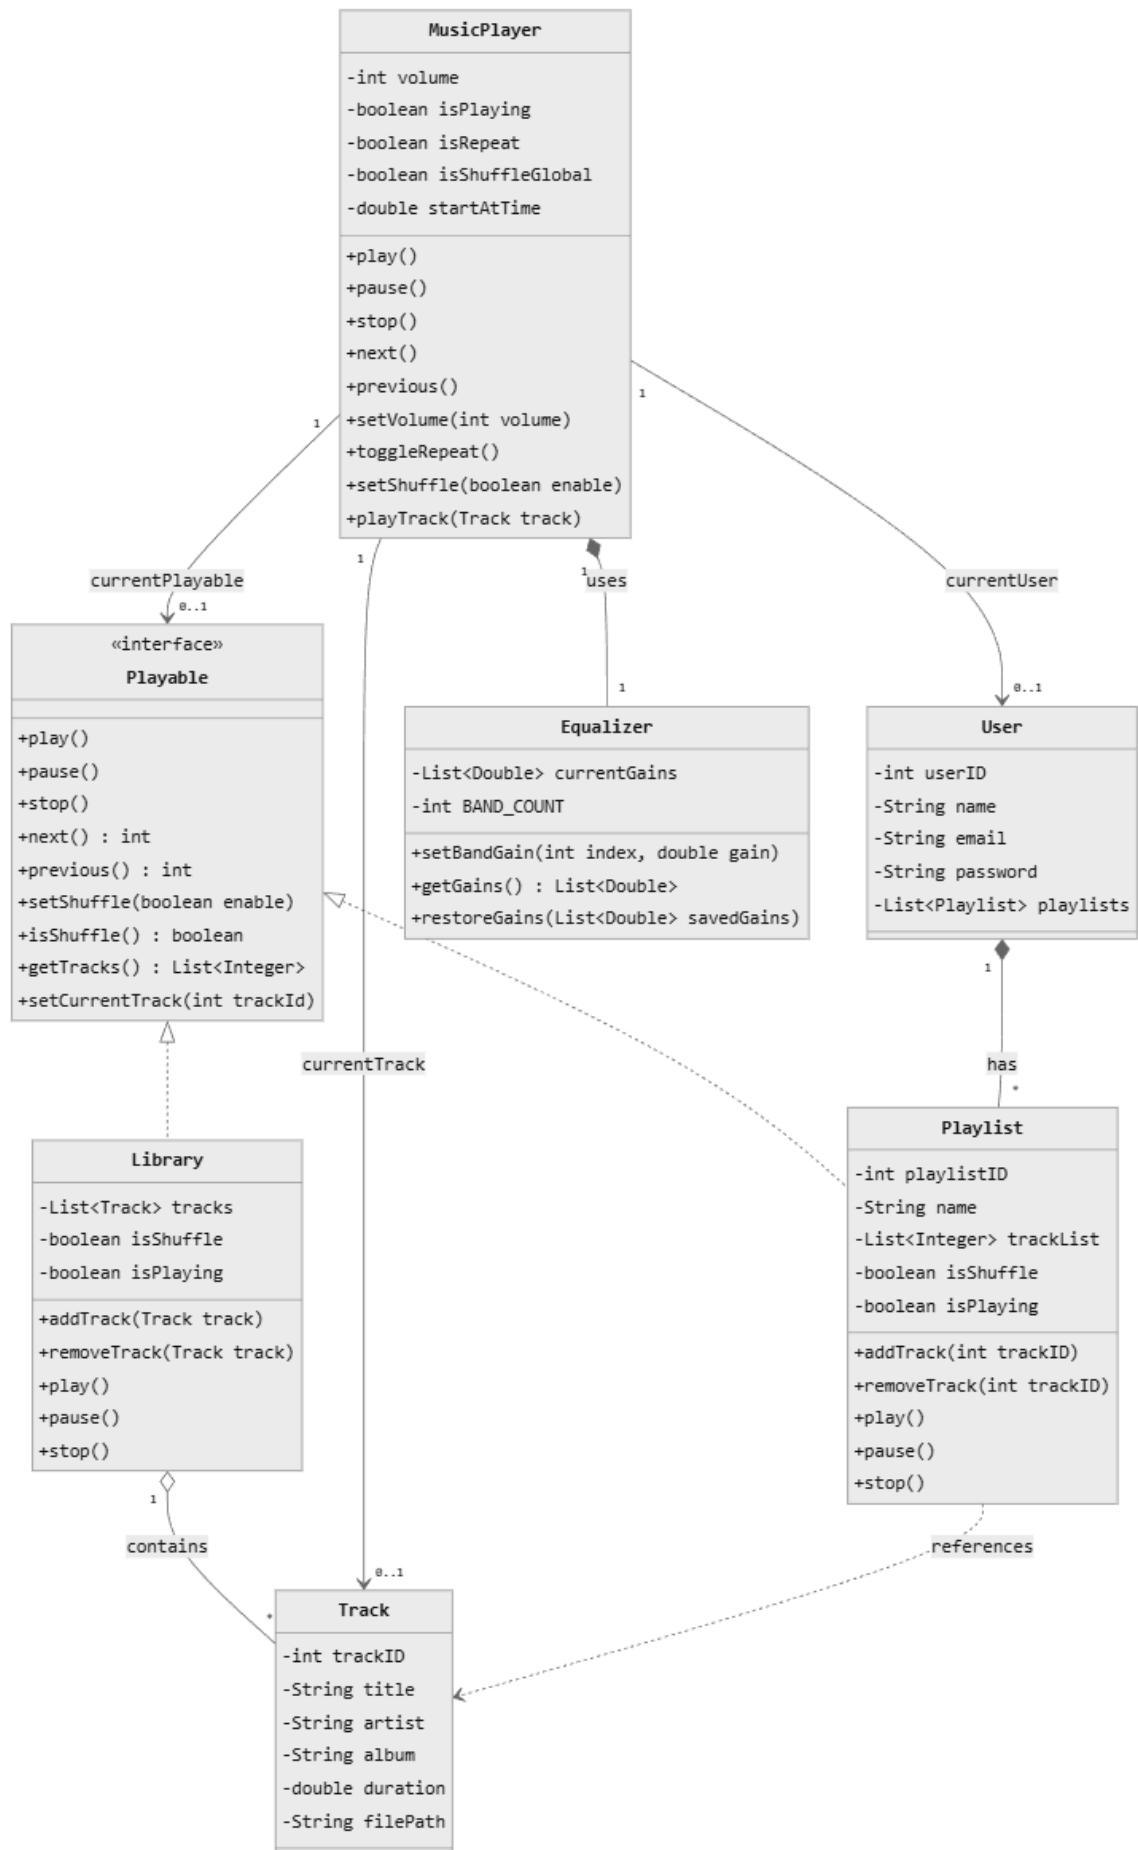 MusicPlayer
-int volume
-boolean isPlaying
-boolean isRepeat
-boolean isShuffleGlobal
-double startAtTime
+play()
+pause()
+stop()
+next()
+previous()
+setVolume(int volume)
+toggleRepeat()
+setShuffle(boolean enable)
+playTrack(Track track)
1
1
1
1
currentPlayable
0..1
uses
1
currentUser
0..1
«interface»
Playable
+play()
+pause()
+stop()
+next() : int
+previous() : int
+setShuffle(boolean enable)
+isShuffle() : boolean
+getTracks() : List<Integer>
+setCurrentTrack(int trackId)
Equalizer
-List<Double> currentGains
-int BAND_COUNT
+setBandGain(int index, double gain)
+getGains() : List<Double>
+restoreGains(List<Double> savedGains)
User
-int userID
-String name
-String email
-String password
-List<Playlist> playlists
1
has
*
currentTrack
0..1
Library
-List<Track> tracks
-boolean isShuffle
-boolean isPlaying
+addTrack(Track track)
+removeTrack(Track track)
+play()
+pause()
+stop()
Playlist
-int playlistID
-String name
-List<Integer> trackList
-boolean isShuffle
-boolean isPlaying
+addTrack(int trackID)
+removeTrack(int trackID)
+play()
+pause()
+stop()
1
contains
*
references
Track
-int trackID
-String title
-String artist
-String album
-double duration
-String filePath